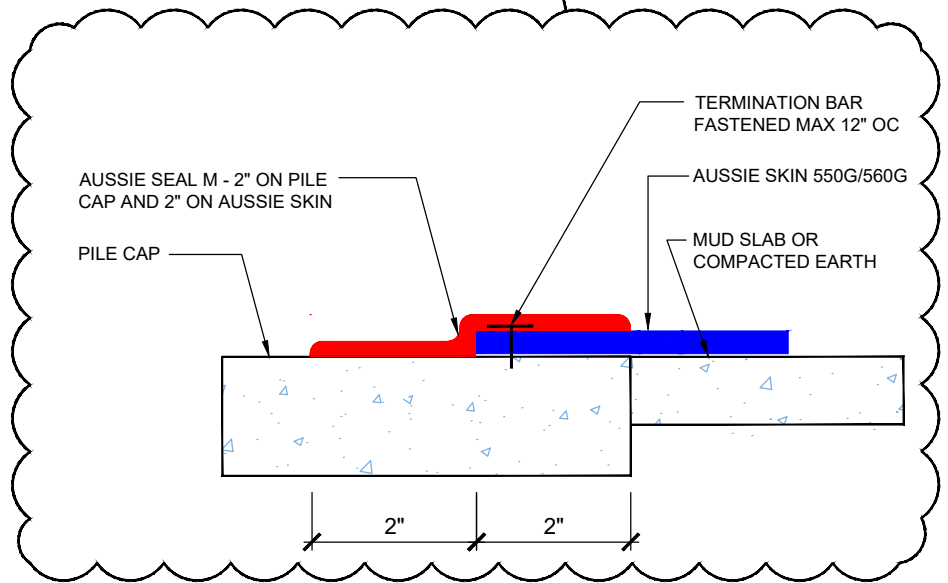 TERMINATION BAR
FASTENED MAX 12" OC
AUSSIE SEAL M - 2" ON PILE
CAP AND 2" ON AUSSIE SKIN
AUSSIE SKIN 550G/560G
PILE CAP
MUD SLAB OR
COMPACTED EARTH
2"
2"